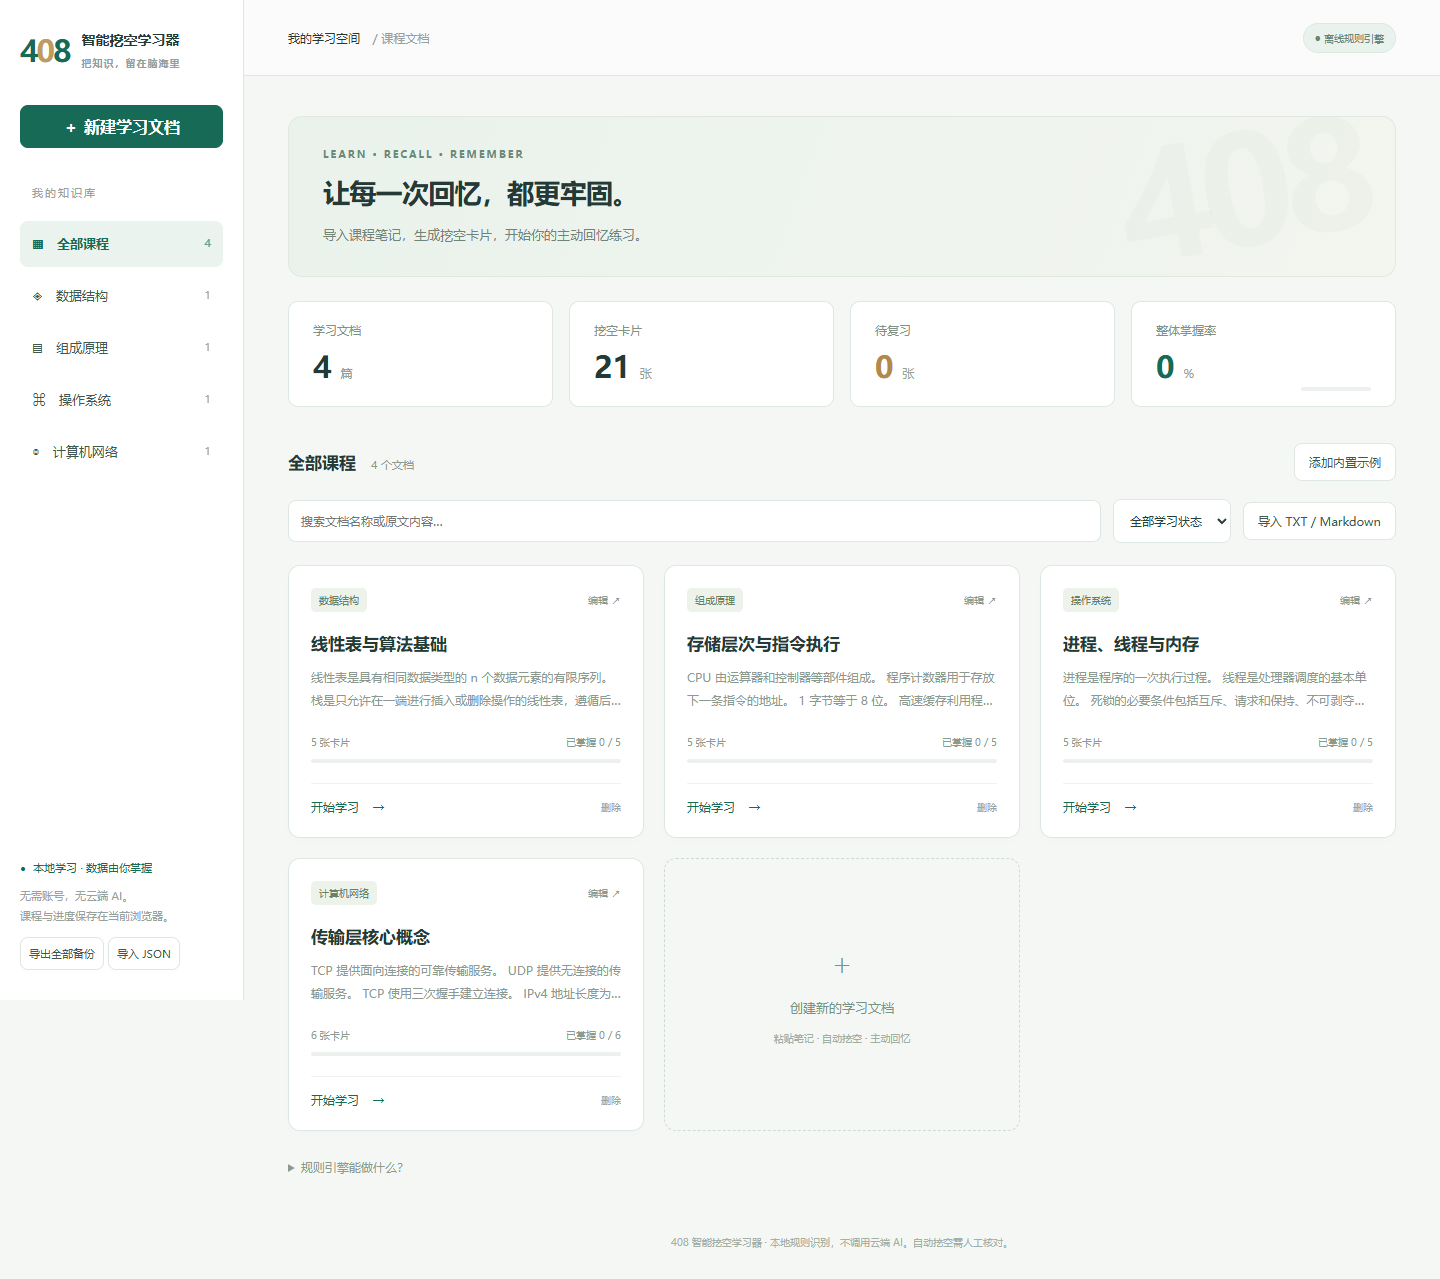 408
智能挖空学习器
把知识，留在脑海里
+ 新建学习文档
我的知识库
全部课程 4
数据结构 1
组成原理 1
操作系统 1
计算机网络 1
本地学习 · 数据由你掌握
无需账号，无云端 AI。
课程与进度保存在当前浏览器。
导出全部备份 导入 JSON
我的学习空间 / 课程文档
离线规则引擎
LEARN • RECALL • REMEMBER
让每一次回忆，都更牢固。
导入课程笔记，生成挖空卡片，开始你的主动回忆练习。
408
学习文档
4 篇
挖空卡片
21 张
待复习
0 张
整体掌握率
0 %
全部课程 4 个文档
添加内置示例
搜索文档名称或原文内容...
全部学习状态
导入 TXT / Markdown
数据结构 编辑 ↗
线性表与算法基础
线性表是具有相同数据类型的 n 个数据元素的有限序列。
栈是只允许在一端进行插入或删除操作的线性表，遵循后...
5 张卡片 已掌握 0 / 5
开始学习 → 删除
组成原理 编辑 ↗
存储层次与指令执行
CPU 由运算器和控制器等部件组成。 程序计数器用于存放
下一条指令的地址。 1 字节等于 8 位。 高速缓存利用程...
5 张卡片 已掌握 0 / 5
开始学习 → 删除
操作系统 编辑 ↗
进程、线程与内存
进程是程序的一次执行过程。 线程是处理器调度的基本单
位。 死锁的必要条件包括互斥、请求和保持、不可剥夺...
5 张卡片 已掌握 0 / 5
开始学习 → 删除
计算机网络 编辑 ↗
传输层核心概念
TCP 提供面向连接的可靠传输服务。 UDP 提供无连接的传
输服务。 TCP 使用三次握手建立连接。 IPv4 地址长度为...
6 张卡片 已掌握 0 / 6
开始学习 → 删除
+
创建新的学习文档
粘贴笔记 · 自动挖空 · 主动回忆
▶ 规则引擎能做什么？
408 智能挖空学习器 · 本地规则识别，不调用云端 AI。自动挖空需人工核对。